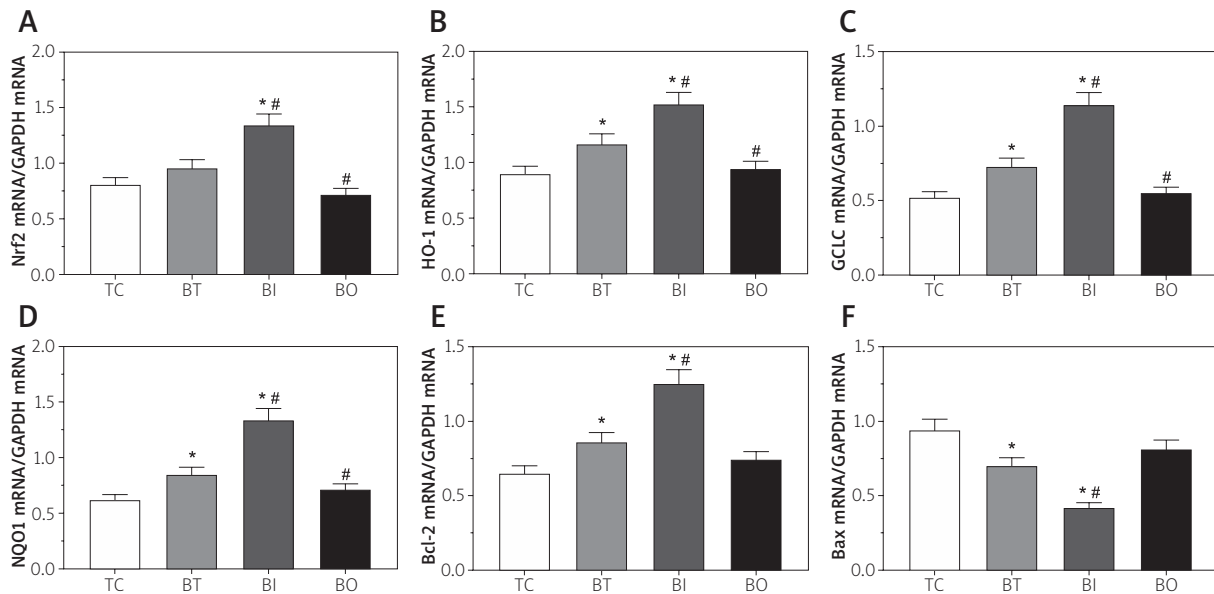 A
Nrf2 mRNA/GAPDH mRNA
2.0
1.5
1.0
0.5
0.0
* #
#
TC BT BI BO
B
HO-1 mRNA/GAPDH mRNA
2.0
1.5
1.0
0.5
0.0
*
* #
#
TC BT BI BO
C
GCLC mRNA/GAPDH mRNA
1.5
1.0
0.5
0.0
*
* #
#
TC BT BI BO
D
NQO1 mRNA/GAPDH mRNA
2.0
1.5
1.0
0.5
0.0
*
* #
#
TC BT BI BO
E
Bcl-2 mRNA/GAPDH mRNA
1.5
1.0
0.5
0.0
*
* #
TC BT BI BO
F
Bax mRNA/GAPDH mRNA
1.5
1.0
0.5
0.0
*
* #
TC BT BI BO